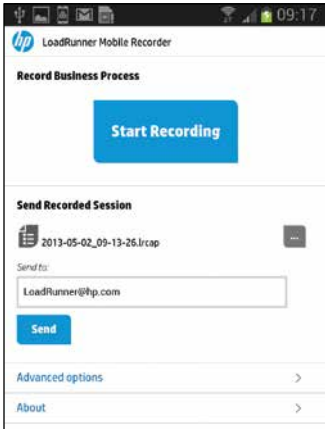 09:17
hp LoadRunner Mobile Recorder
Record Business Process
Start Recording
Send Recorded Session
2013-05-02_09-13-26.lrcap
...
Send to:
LoadRunner@hp.com
Send
Advanced options
About